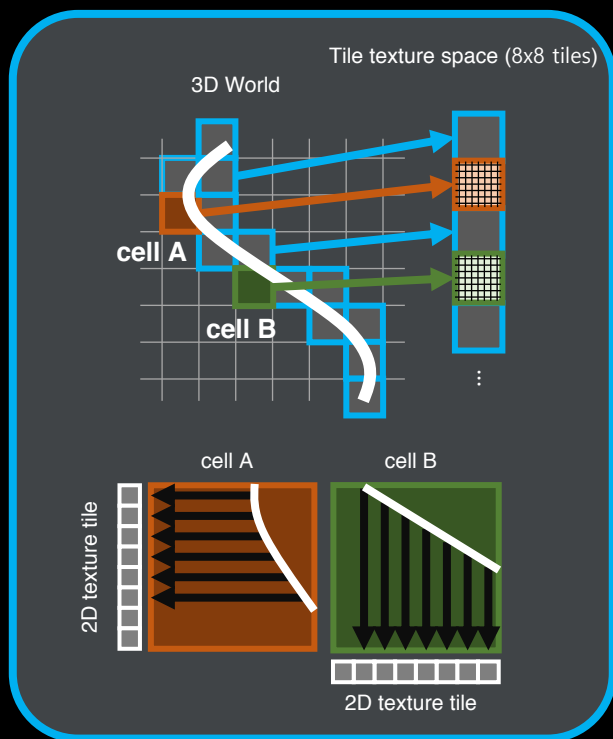 Tile texture space (8x8 tiles)
3D World
cell A
cell B
...
cell A
cell B
2D texture tile
2D texture tile